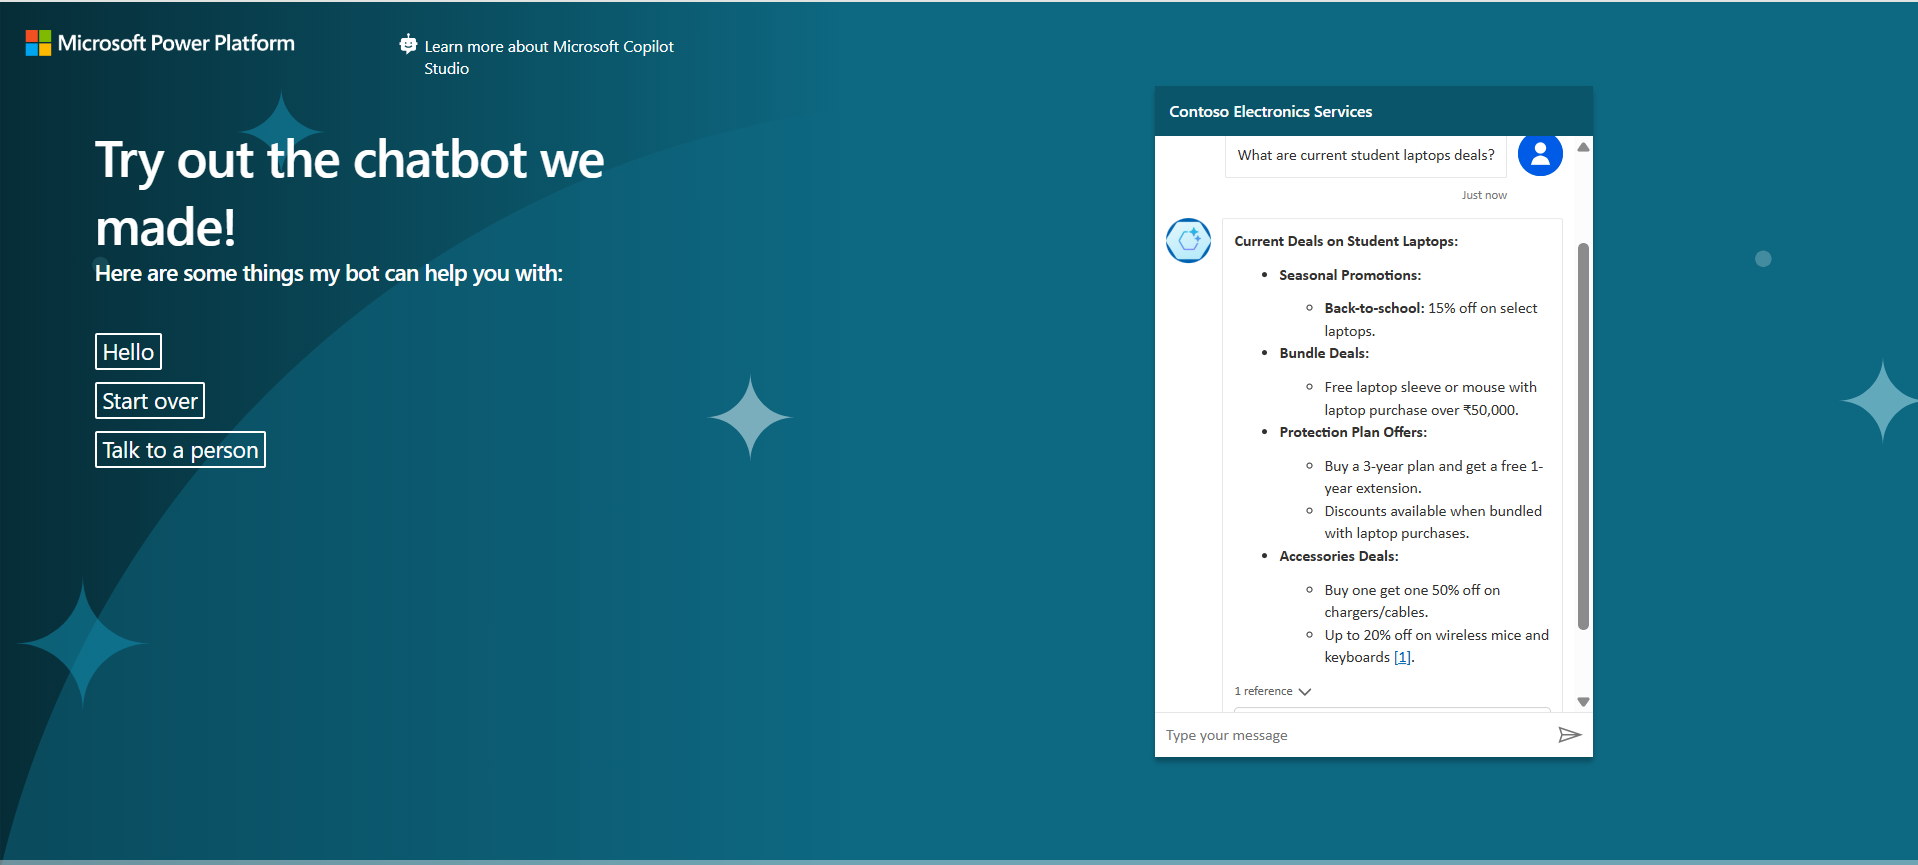 Microsoft Power Platform
Learn more about Microsoft Copilot
Studio
Try out the chatbot we
made!
Here are some things my bot can help you with:
Hello
Start over
Talk to a person
Contoso Electronics Services
What are current student laptops deals?
Just now
Current Deals on Student Laptops:
Seasonal Promotions:
Back-to-school: 15% off on select
laptops.
Bundle Deals:
Free laptop sleeve or mouse with
laptop purchase over ₹50,000.
Protection Plan Offers:
Buy a 3-year plan and get a free 1-
year extension.
Discounts available when bundled
with laptop purchases.
Accessories Deals:
Buy one get one 50% off on
chargers/cables.
Up to 20% off on wireless mice and
keyboards [1].
1 reference
Type your message